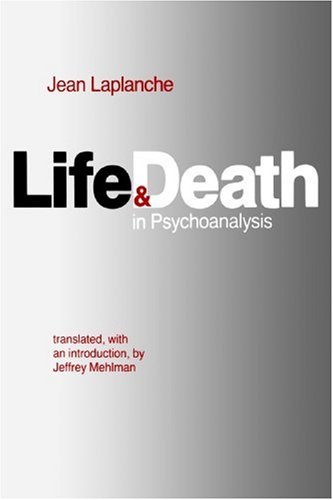 Jean Laplanche
Life & Death
in Psychoanalysis
translated, with
an introduction, by
Jeffrey Mehlman